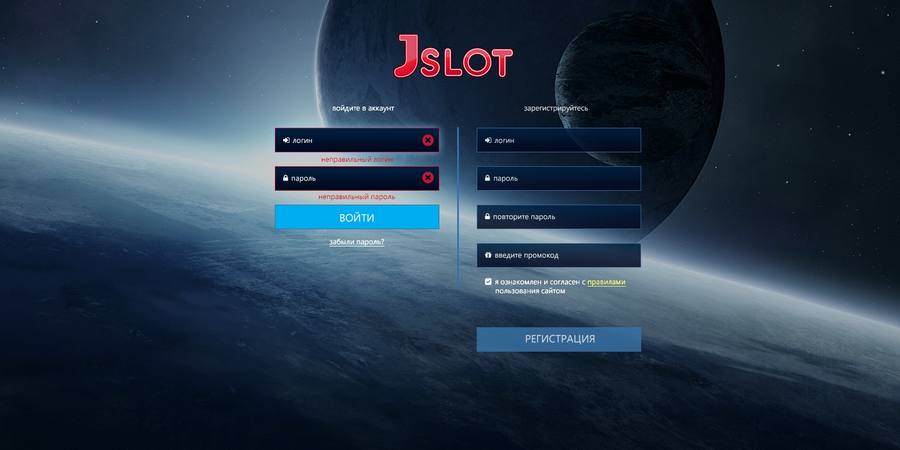 JSLOT
войдите в аккаунт
логин
неправильный логин
пароль
неправильный пароль
ВОЙТИ
забыли пароль?
зарегистрируйтесь
логин
пароль
повторите пароль
введите промокод
я ознакомлен и согласен с правилами
пользования сайтом
РЕГИСТРАЦИЯ